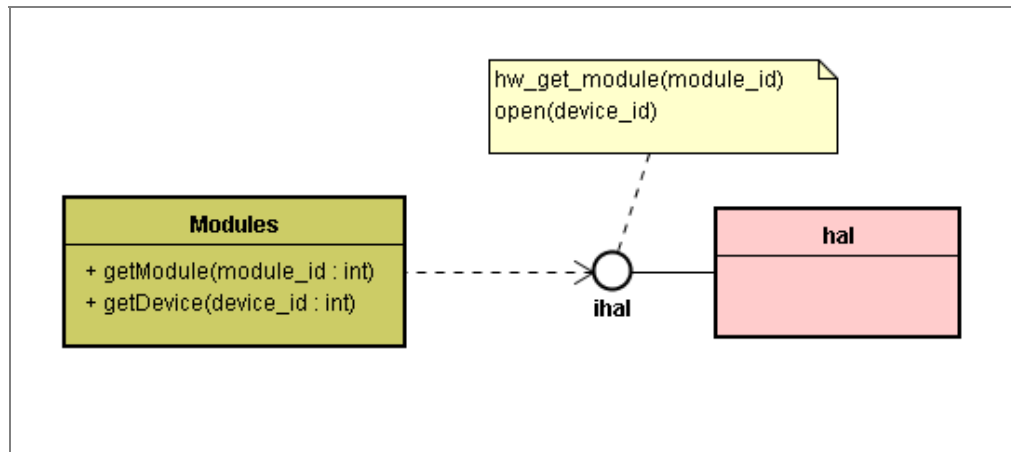 hw_get_module(module_id)
open(device_id)
Modules
+ getModule(module_id : int)
+ getDevice(device_id : int)
ihal
hal